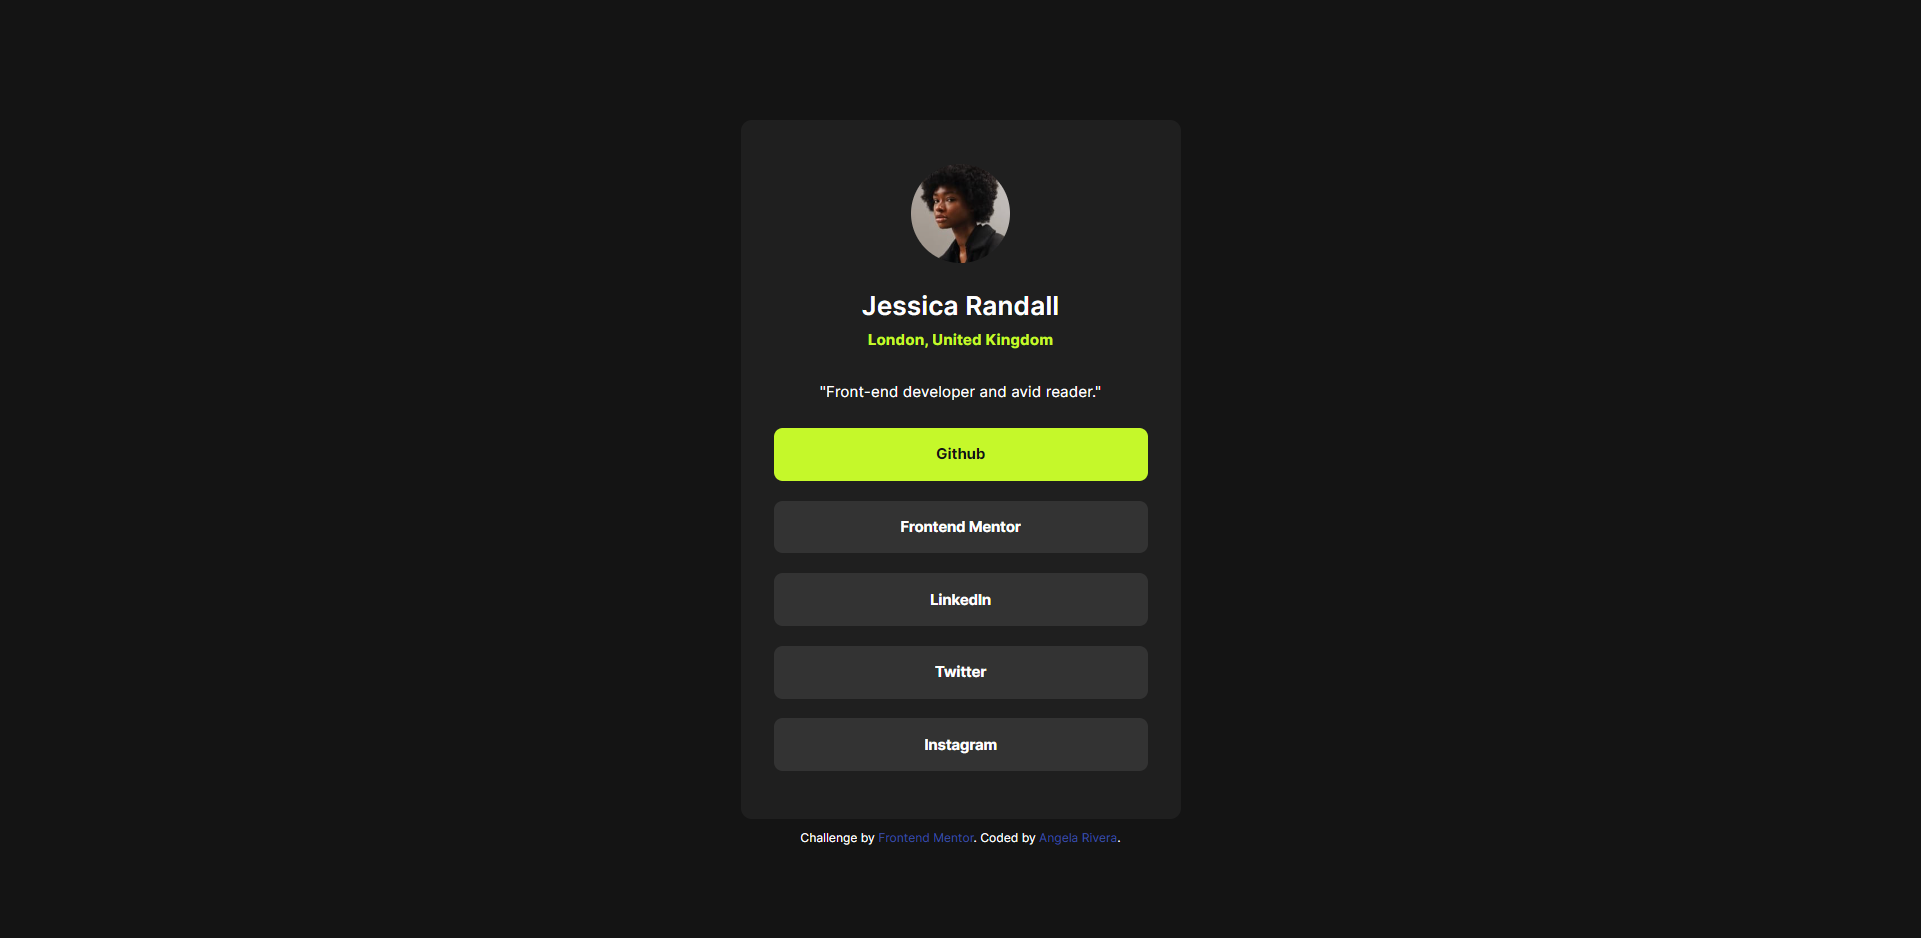 Jessica Randall
London, United Kingdom
"Front-end developer and avid reader."
Github
Frontend Mentor
LinkedIn
Twitter
Instagram
Challenge by Frontend Mentor. Coded by Angela Rivera.